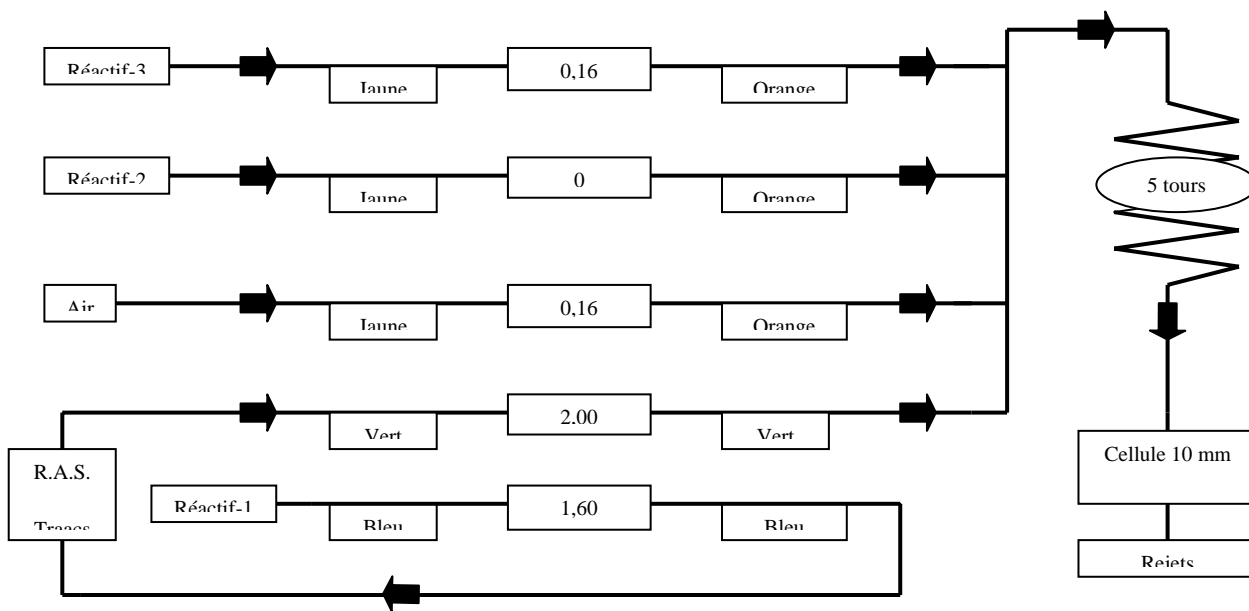 Réactif-3
Jaune
0,16
Orange
Réactif-2
Jaune
0
Orange
5 tours
Air
Jaune
0,16
Orange
Vert
2,00
Vert
R.A.S.
Traacs
Réactif-1
Bleu
1,60
Bleu
Cellule 10 mm
Rejets